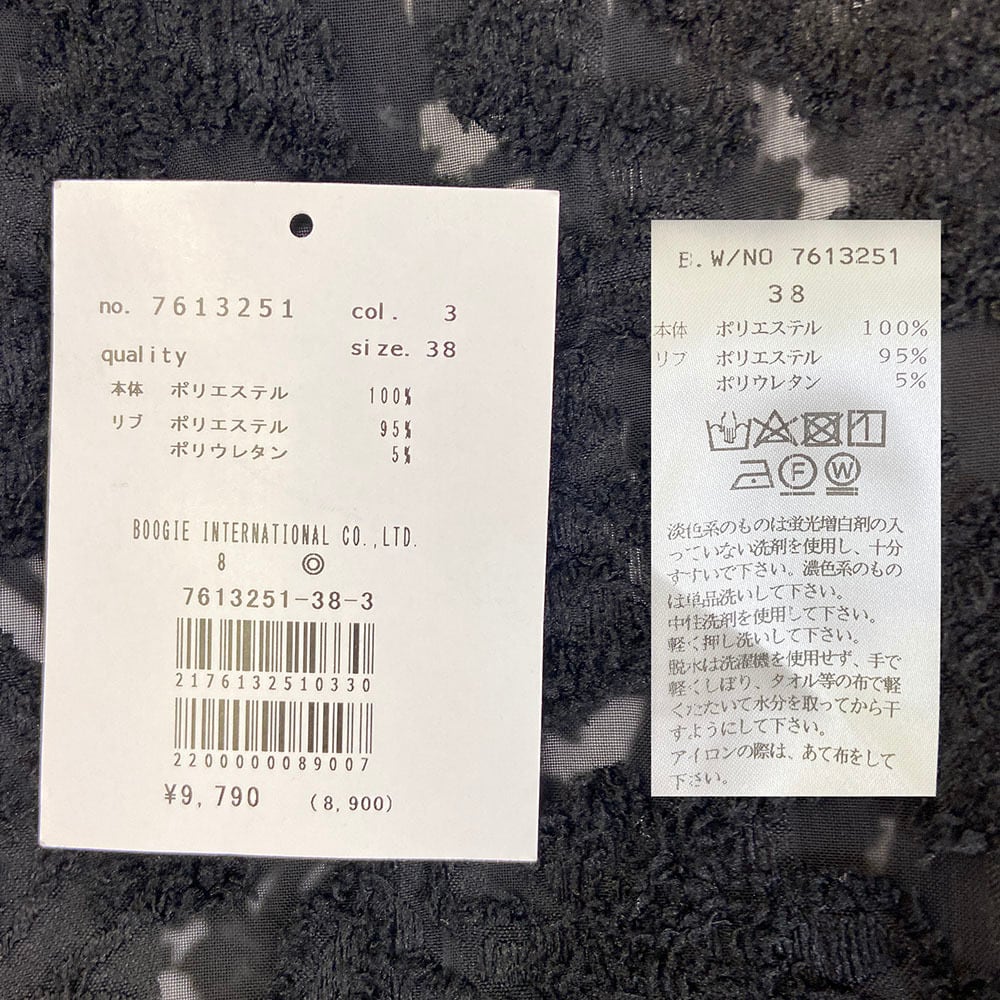 no. 7613251 col. 3
quality size. 38
本体 ポリエステル 100%
リブ ポリエステル 95%
ポリウレタン 5%
BOOGIE INTERNATIONAL CO.,LTD.
8 ◎
7613251-38-3
2176132510330
2200000089007
¥9,790 (8,900)
B.W/NO 7613251
38
本体 ポリエステル 100%
リブ ポリエステル 95%
ポリウレタン 5%
1
F W
淡色系のものは蛍光増白剤の入
っていない洗剤を使用し、十分
すすいで下さい。濃色系のもの
は単品洗いして下さい。
中性洗剤を使用して下さい。
軽く押し洗いして下さい。
脱水は洗濯機を使用せず、手で
軽くしぼり、タオル等の布で軽
くたたいて水分を取ってから干
すようにして下さい。
アイロンの際は、あて布をして
下さい。